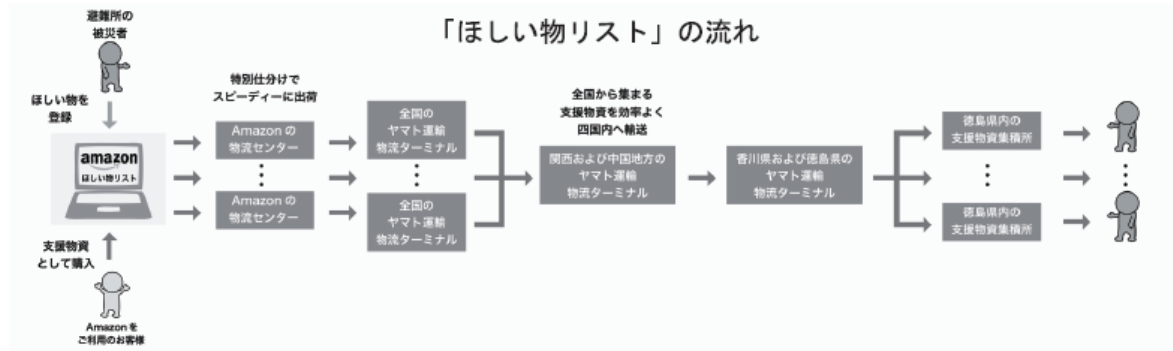 「ほしい物リスト」の流れ
避難所の
被災者
ほしい物を
登録
amazon
ほしい物リスト
支援物資
として購入
Amazonを
ご利用のお客様
特別仕分けで
スピーディーに出荷
Amazonの
物流センター
Amazonの
物流センター
全国の
ヤマト運輸
物流ターミナル
全国の
ヤマト運輸
物流ターミナル
全国から集まる
支援物資を効率よく
四国内へ輸送
関西および中国地方の
ヤマト運輸
物流ターミナル
香川県および徳島県の
ヤマト運輸
物流ターミナル
徳島県内の
支援物資集積所
徳島県内の
支援物資集積所